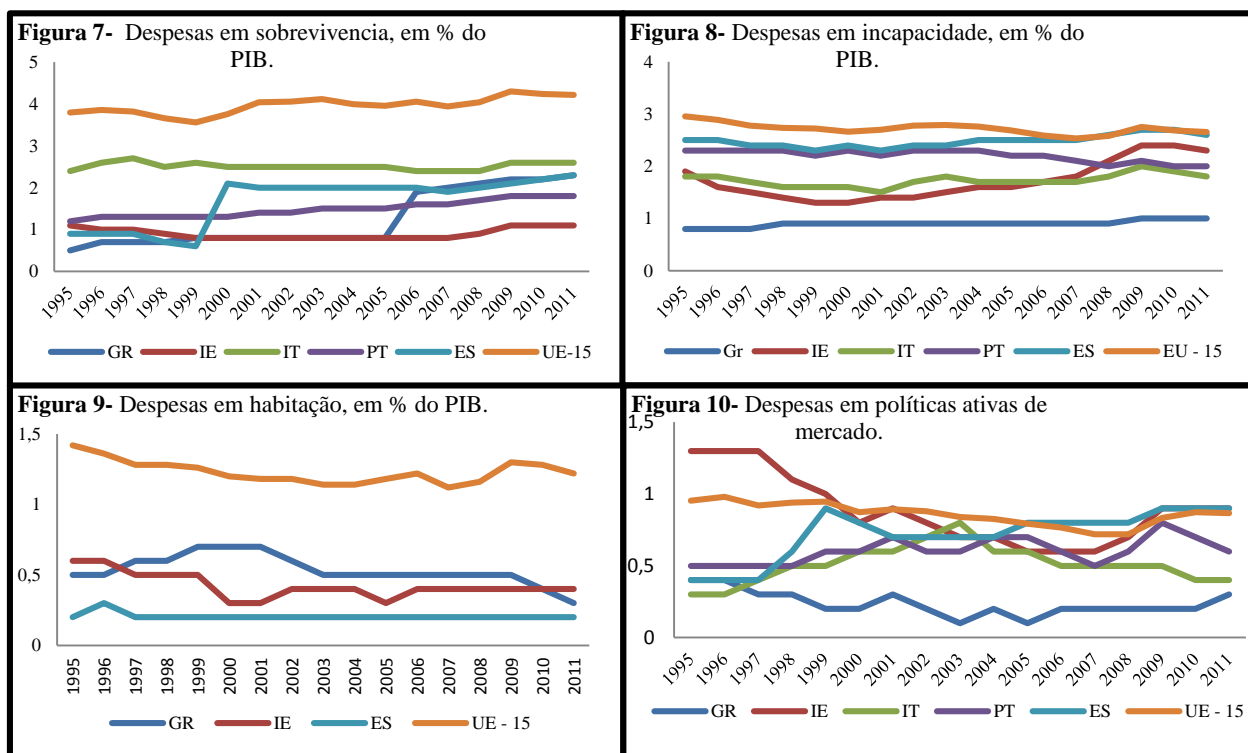 Figura 7- Despesas em sobrevivencia, em % do
PIB.
5
4
3
2
1
0
1995 1996 1997 1998 1999 2000 2001 2002 2003 2004 2005 2006 2007 2008 2009 2010 2011
GR IE IT PT ES UE-15
Figura 8- Despesas em incapacidade, em % do
PIB.
4
3
2
1
0
1995 1996 1997 1998 1999 2000 2001 2002 2003 2004 2005 2006 2007 2008 2009 2010 2011
Gr IE IT PT ES EU - 15
Figura 9- Despesas em habitação, em % do PIB.
1,5
1
0,5
0
1995 1996 1997 1998 1999 2000 2001 2002 2003 2004 2005 2006 2007 2008 2009 2010 2011
GR IE ES UE - 15
Figura 10- Despesas em políticas ativas de
mercado.
1,5
1
0,5
0
1995 1996 1997 1998 1999 2000 2001 2002 2003 2004 2005 2006 2007 2008 2009 2010 2011
GR IE IT PT ES UE - 15